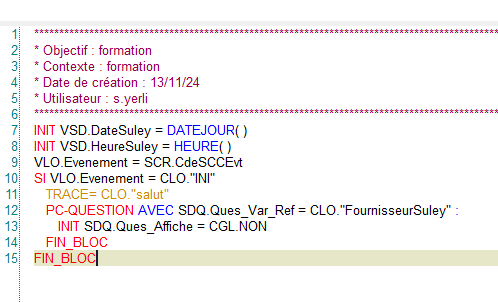 1 ****************************************************************************************************
2 * Objectif : formation
3 * Contexte : formation
4 * Date de création : 13/11/24
5 * Utilisateur : s.yerli
6 ****************************************************************************************************
7 INIT VSD.DateSuley = DATEJOUR( )
8 INIT VSD.HeureSuley = HEURE( )
9 VLO.Evenement = SCR.CdeSCCEvt
10 SI VLO.Evenement = CLO."INI"
11 TRACE= CLO."salut"
12 PC-QUESTION AVEC SDQ.Ques_Var_Ref = CLO."FournisseurSuley" :
13 INIT SDQ.Ques_Affiche = CGL.NON
14 FIN_BLOC
15 FIN_BLOC